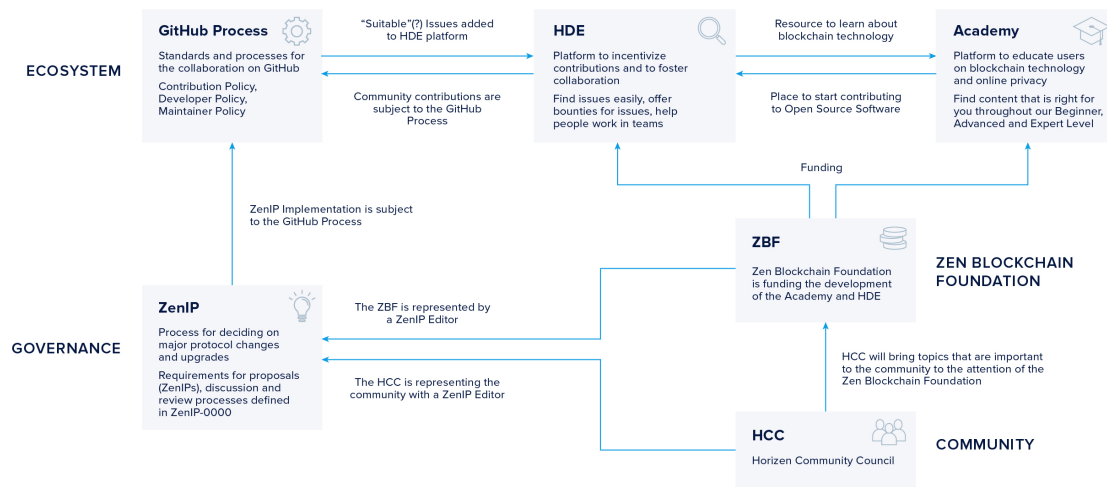 ECOSYSTEM
GitHub Process
Standards and processes for
the collaboration on GitHub
Contribution Policy,
Developer Policy,
Maintainer Policy
“Suitable”(?) Issues added
to HDE platform
Community contributions are
subject to the GitHub
Process
HDE
Platform to incentivize
contributions and to foster
collaboration
Find issues easily, offer
bounties for issues, help
people work in teams
Resource to learn about
blockchain technology
Place to start contributing
to Open Source Software
Academy
Platform to educate users
on blockchain technology
and online privacy
Find content that is right for
you throughout our Beginner,
Advanced and Expert Level
Funding
ZenIP Implementation is subject
to the GitHub Process
ZBF
Zen Blockchain Foundation
is funding the development
of the Academy and HDE
ZEN BLOCKCHAIN
FOUNDATION
GOVERNANCE
ZenIP
Process for deciding on
major protocol changes
and upgrades
Requirements for proposals
(ZenIPs), discussion and
review processes defined
in ZenIP-0000
The ZBF is represented by
a ZenIP Editor
The HCC is representing the
community with a ZenIP Editor
HCC will bring topics that are important
to the community to the attention of the
Zen Blockchain Foundation
HCC
Horizen Community Council
COMMUNITY